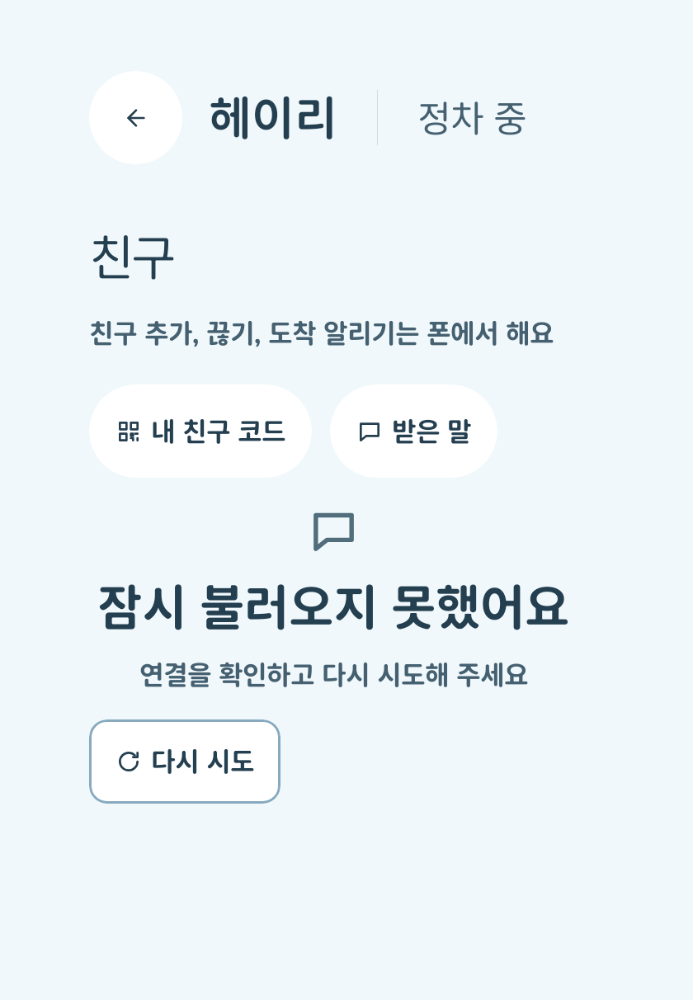 헤이리
정차 중
친구
친구 추가, 끊기, 도착 알리기는 폰에서 해요
내 친구 코드
받은 말
잠시 불러오지 못했어요
연결을 확인하고 다시 시도해 주세요
다시 시도